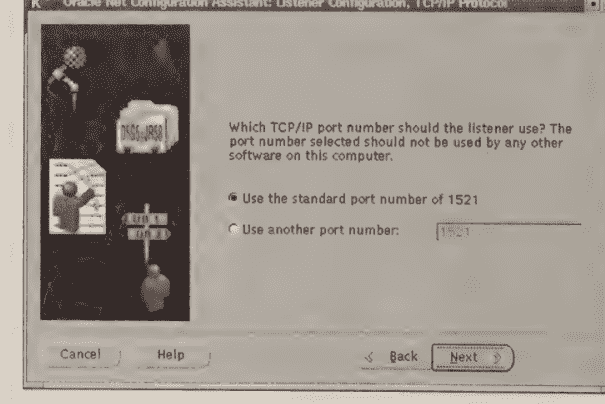 Oracle Net Configuration Assistant: Listener Configuration, TCP/IP Protocol
Which TCP/IP port number should the listener use? The
port number selected should not be used by any other
software on this computer.
Use the standard port number of 1521
Use another port number:
1521
Cancel
Help
Back
Next